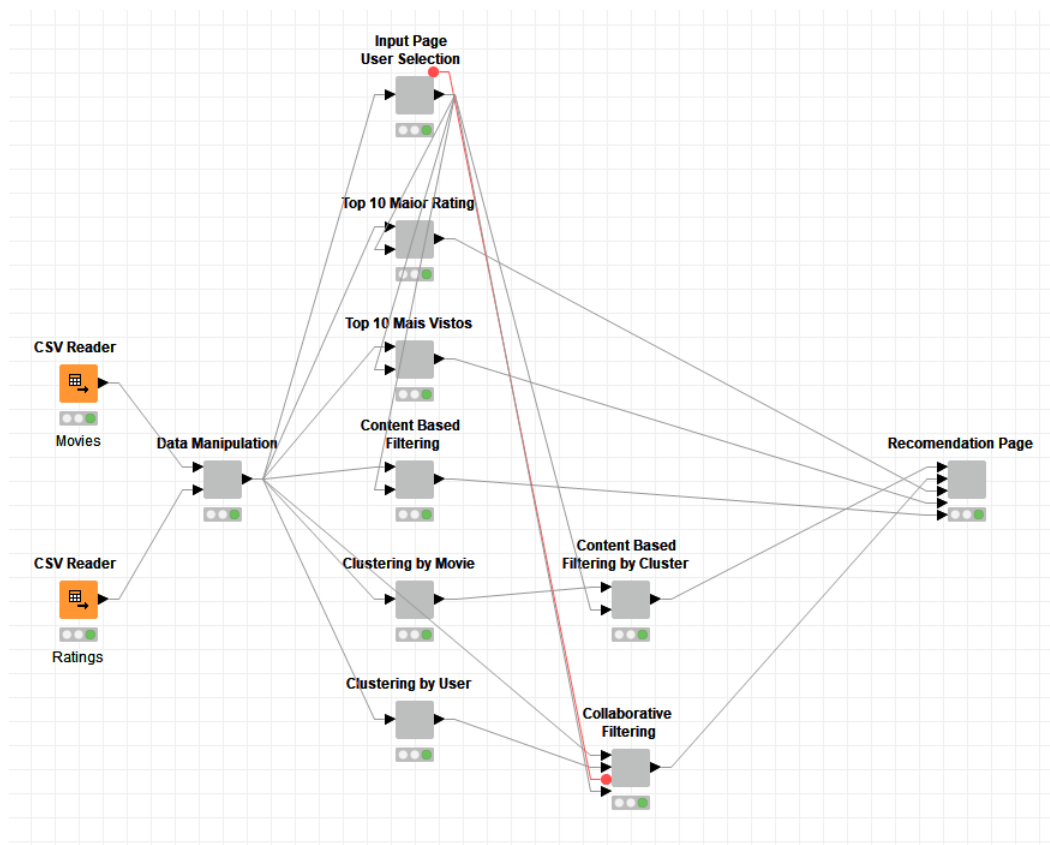 Input Page
User Selection
Top 10 Maior Rating
Top 10 Mais Vistos
CSV Reader
Movies
Data Manipulation
Content Based
Filtering
Recomendation Page
CSV Reader
Ratings
Clustering by Movie
Content Based
Filtering by Cluster
Clustering by User
Collaborative
Filtering